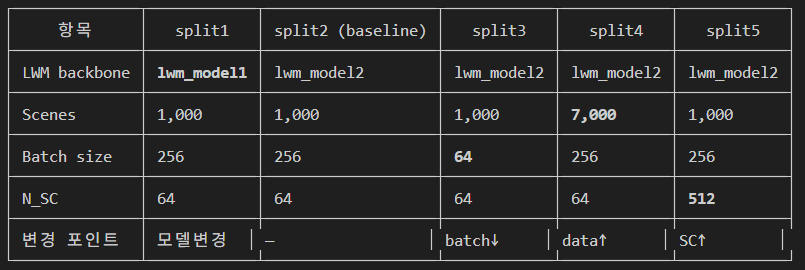 항목 split1 split2 (baseline) split3 split4 split5
LWM backbone lwm_model1 lwm_model2 lwm_model2 lwm_model2 lwm_model2
Scenes 1,000 1,000 1,000 7,000 1,000
Batch size 256 256 64 256 256
N_SC 64 64 64 64 512
변경 포인트 모델변경 | — | batch↓ | data↑ | SC↑ |